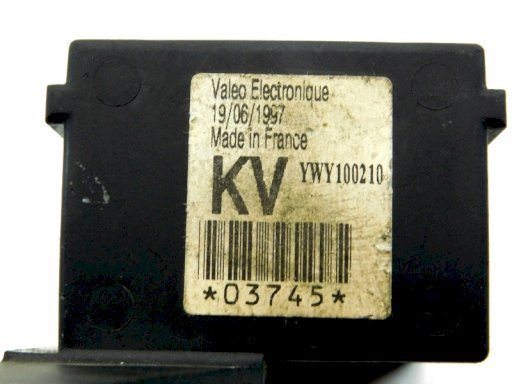 Valeo Electronique
19/06/1997
Made in France
KV YWY100210
*03745*